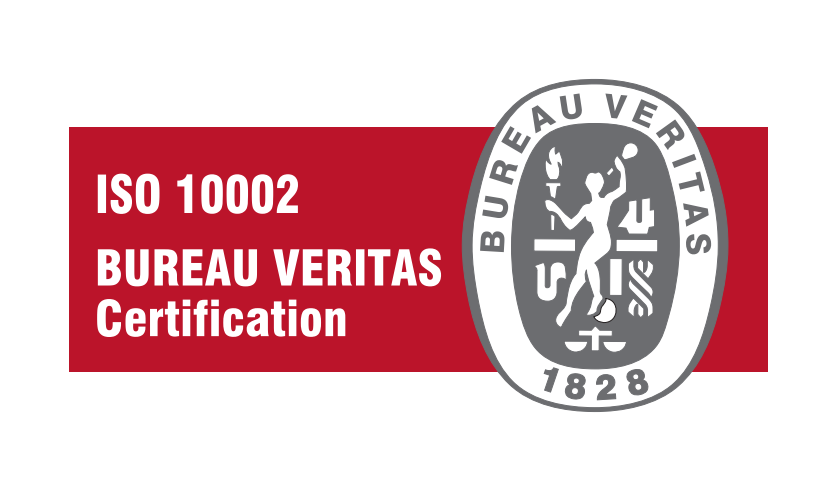 ISO 10002
BUREAU VERITAS
Certification
BUREAU VERITAS
1828